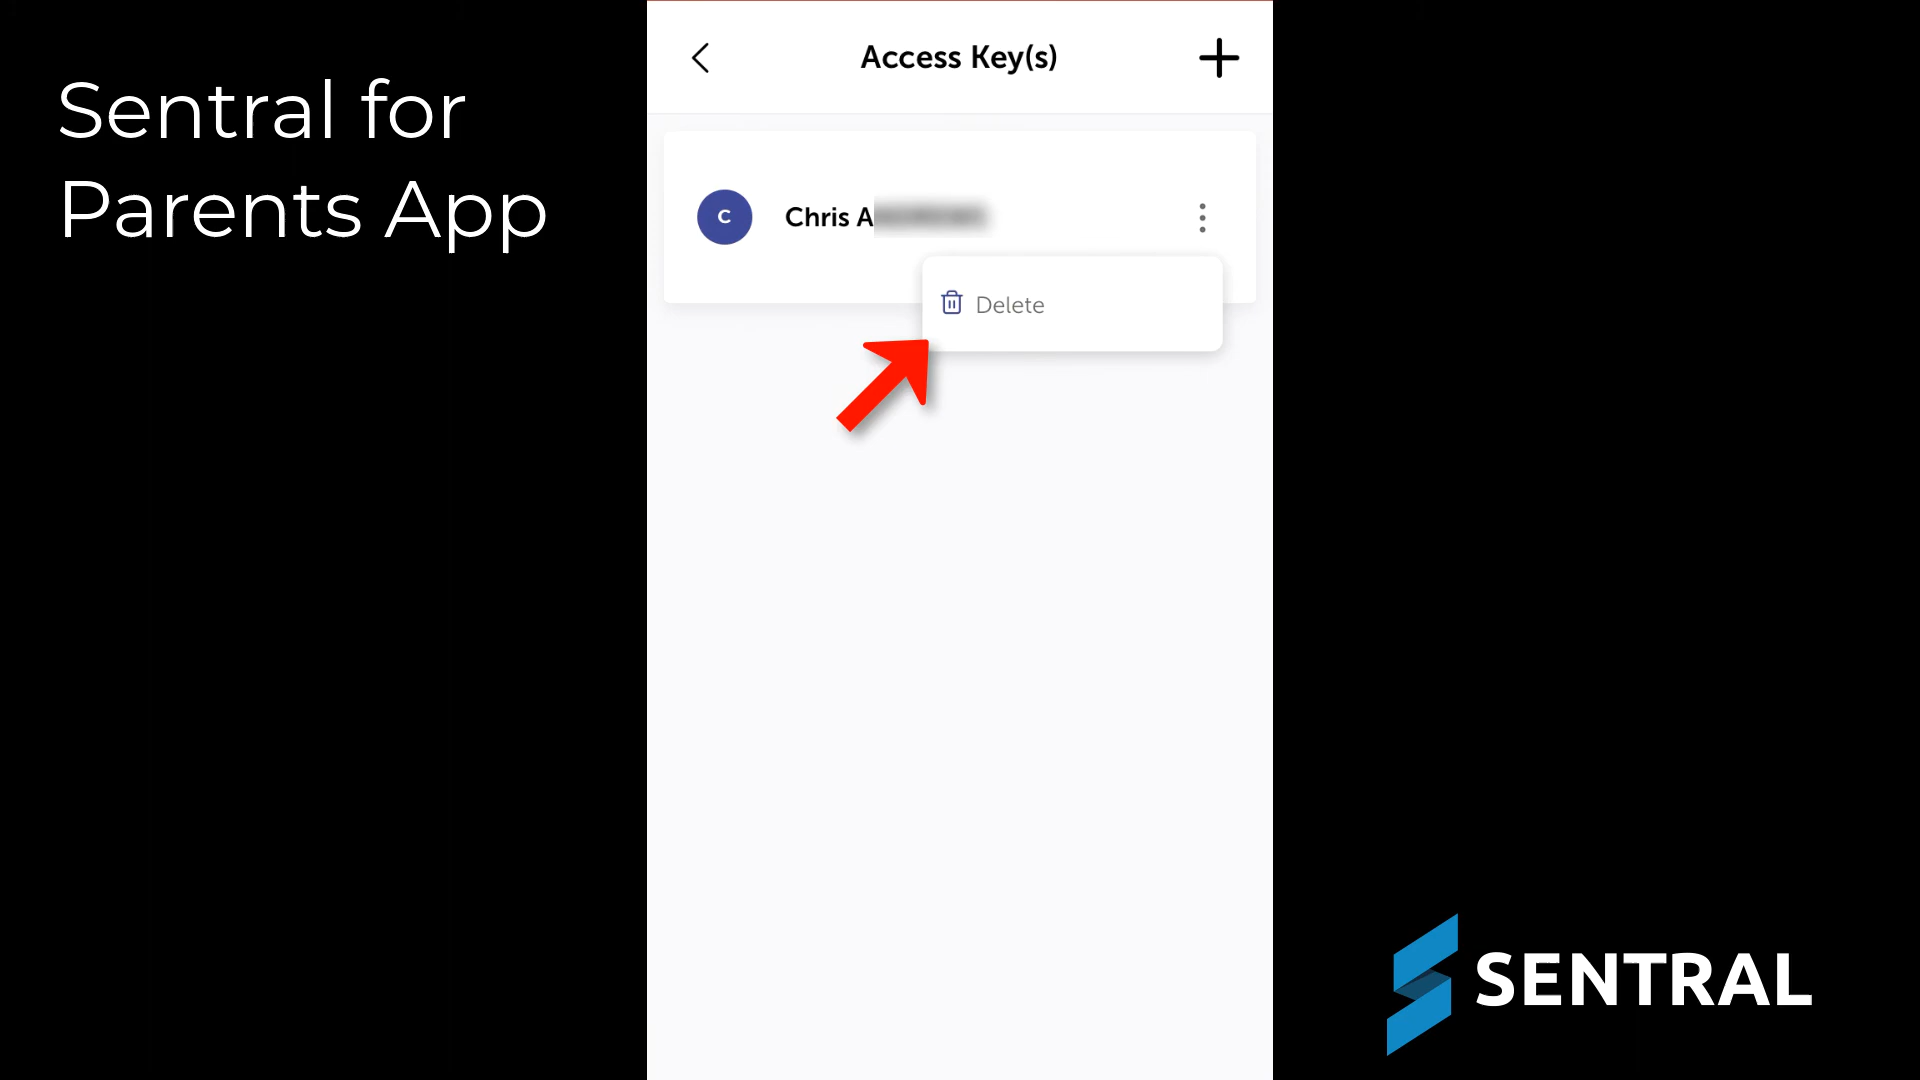 Sentral for
Parents App
Access Key(s)
C
Chris A
Delete
SENTRAL